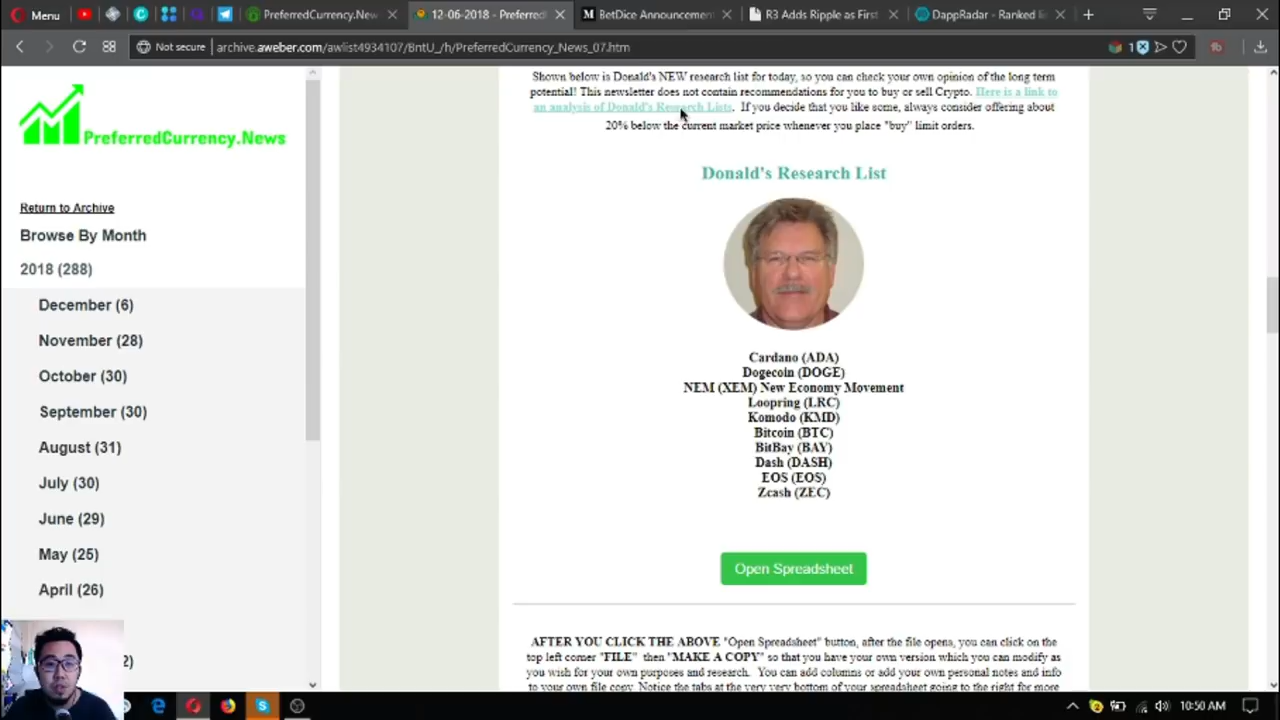 Menu
PreferredCurrency.News
12-06-2018 - Preferred
BetDice Announcemen
R3 Adds Ripple as First
DappRadar - Ranked li
Not secure
archive.aweber.com/awlist4934107/BntU_/h/PreferredCurrency_News_07.htm
1
PreferredCurrency.News
Return to Archive
Browse By Month
2018 (288)
December (6)
November (28)
October (30)
September (30)
August (31)
July (30)
June (29)
May (25)
April (26)
2)
Shown below is Donald's NEW research list for today, so you can check your own opinion of the long term
potential! This newsletter does not contain recommendations for you to buy or sell Crypto. Here is a link to
an analysis of Donald's Research Lists. If you decide that you like some, always consider offering about
20% below the current market price whenever you place "buy" limit orders.
Donald's Research List
Cardano (ADA)
Dogecoin (DOGE)
NEM (XEM) New Economy Movement
Loopring (LRC)
Komodo (KMD)
Bitcoin (BTC)
BitBay (BAY)
Dash (DASH)
EOS (EOS)
Zcash (ZEC)
Open Spreadsheet
AFTER YOU CLICK THE ABOVE "Open Spreadsheet" button, after the file opens, you can click on the
top left corner "FILE" then "MAKE A COPY" so that you have your own version which you can modify as
you wish for your own purposes and research. You can add columns or add your own personal notes and info
to your own file copy. Notice the tabs at the very very bottom of your spreadsheet going to the right for more
10:50 AM